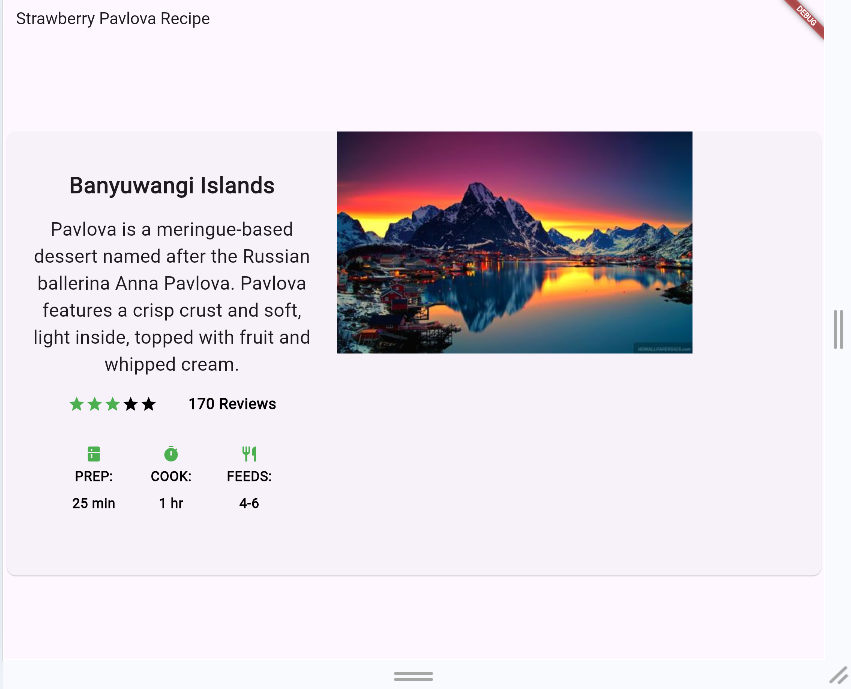 Strawberry Pavlova Recipe
DEBUG
Banyuwangi Islands
Pavlova is a meringue-based
dessert named after the Russian
ballerina Anna Pavlova. Pavlova
features a crisp crust and soft,
light inside, topped with fruit and
whipped cream.
170 Reviews
PREP: COOK: FEEDS:
25 min 1 hr 4-6